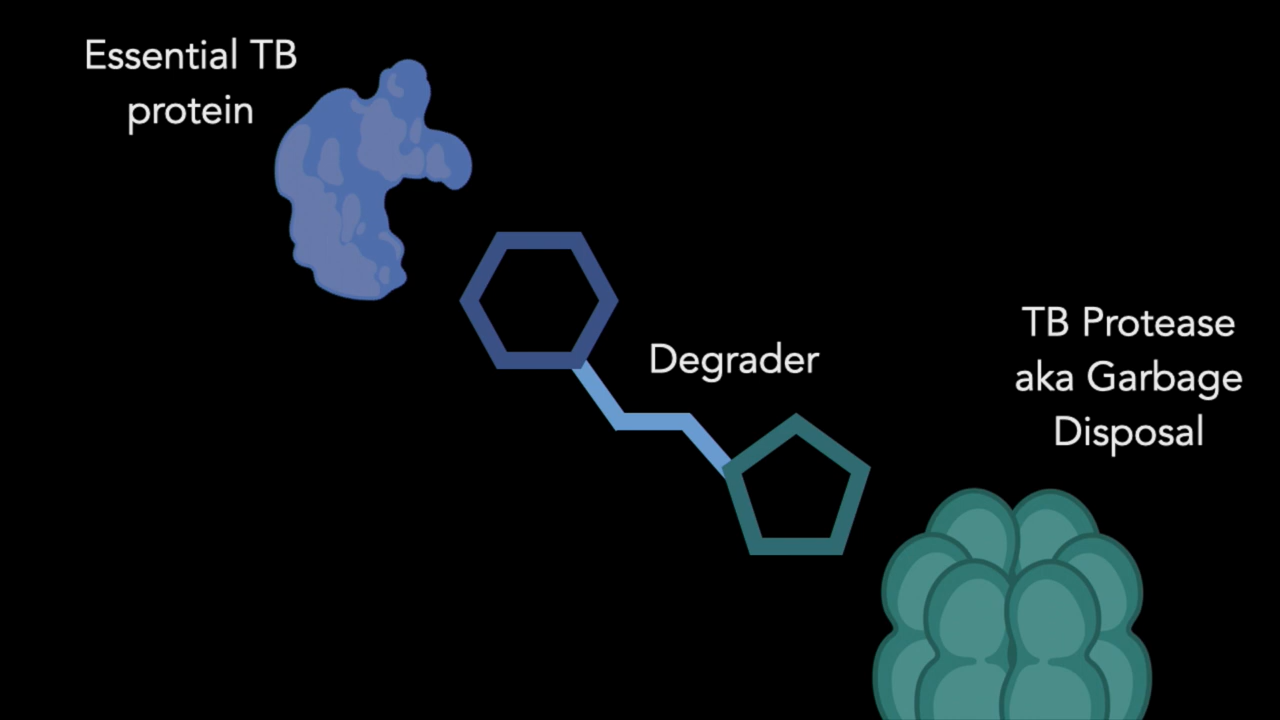 Essential TB
protein
Degrader
TB Protease
aka Garbage
Disposal